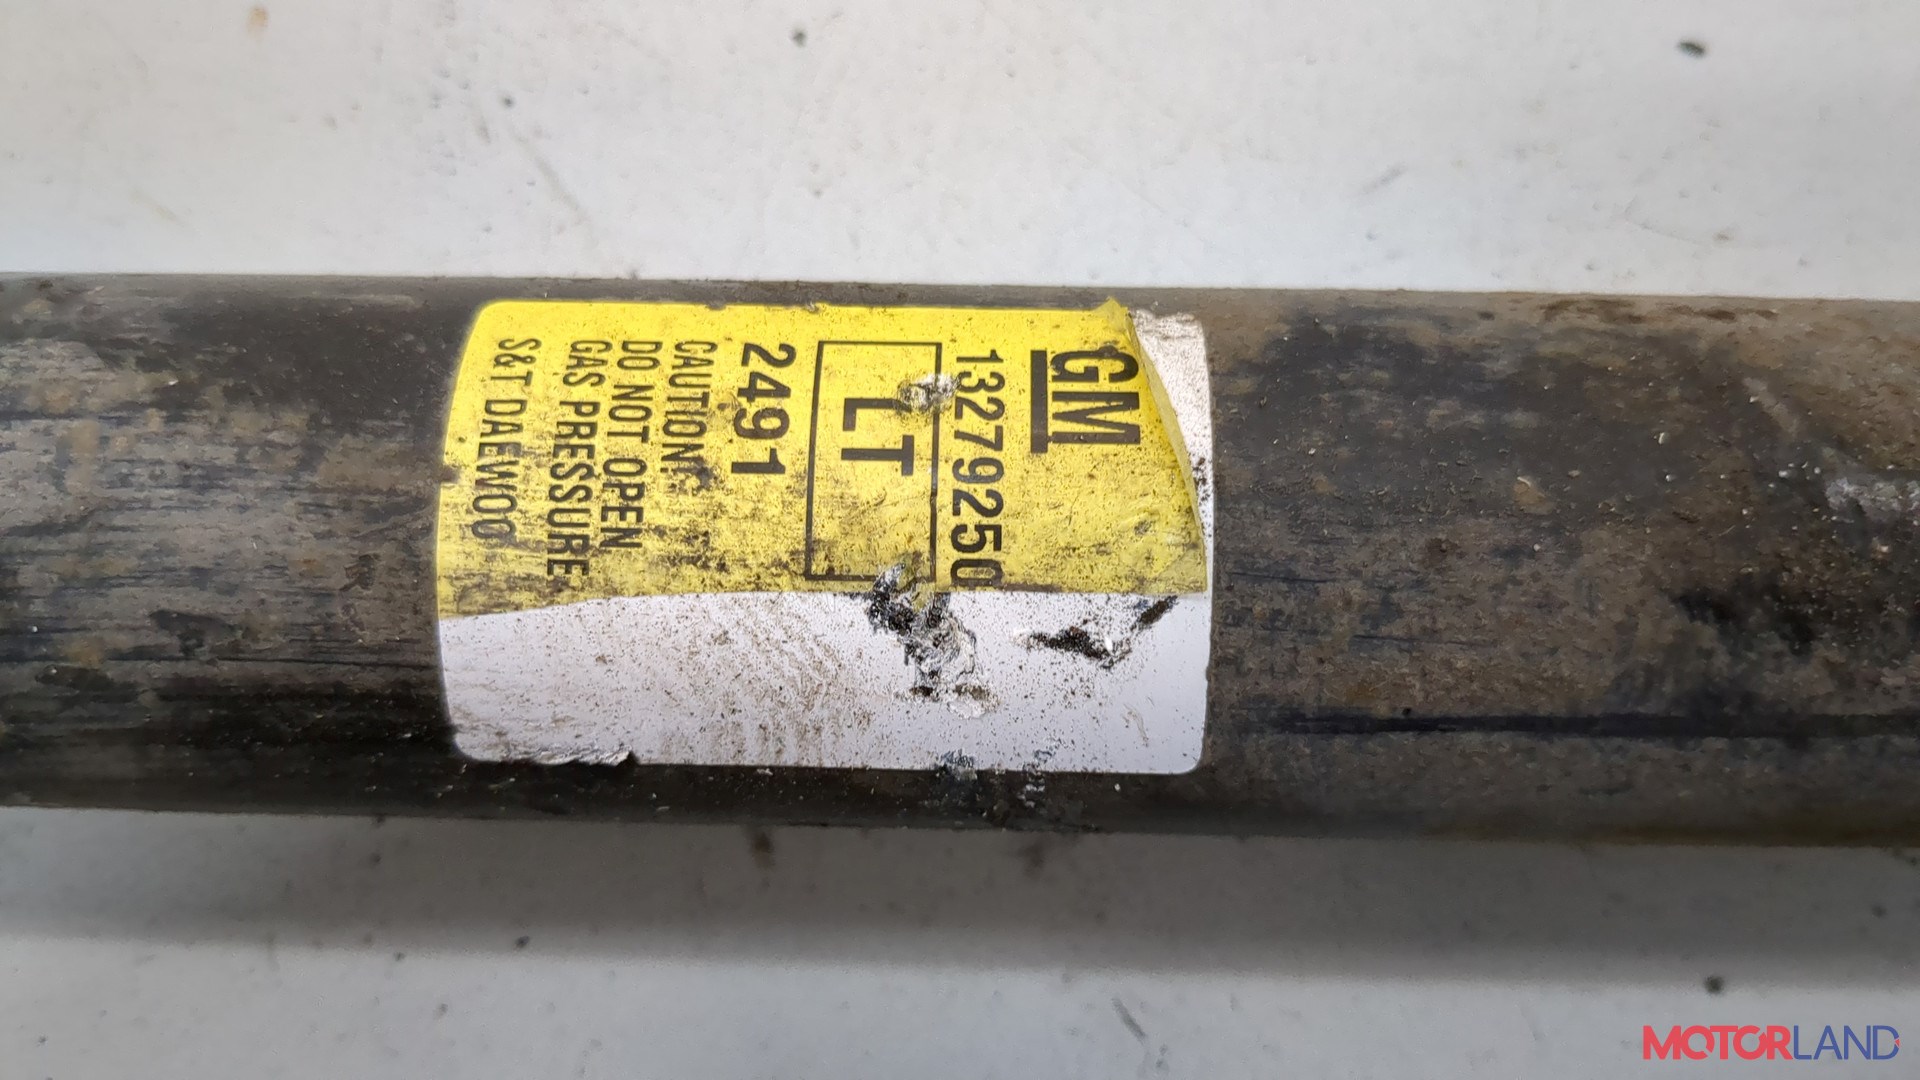 GM
13279250
LT
2491
CAUTION!
DO NOT OPEN
GAS PRESSURE
S&T DAEWOO
MOTORLAND